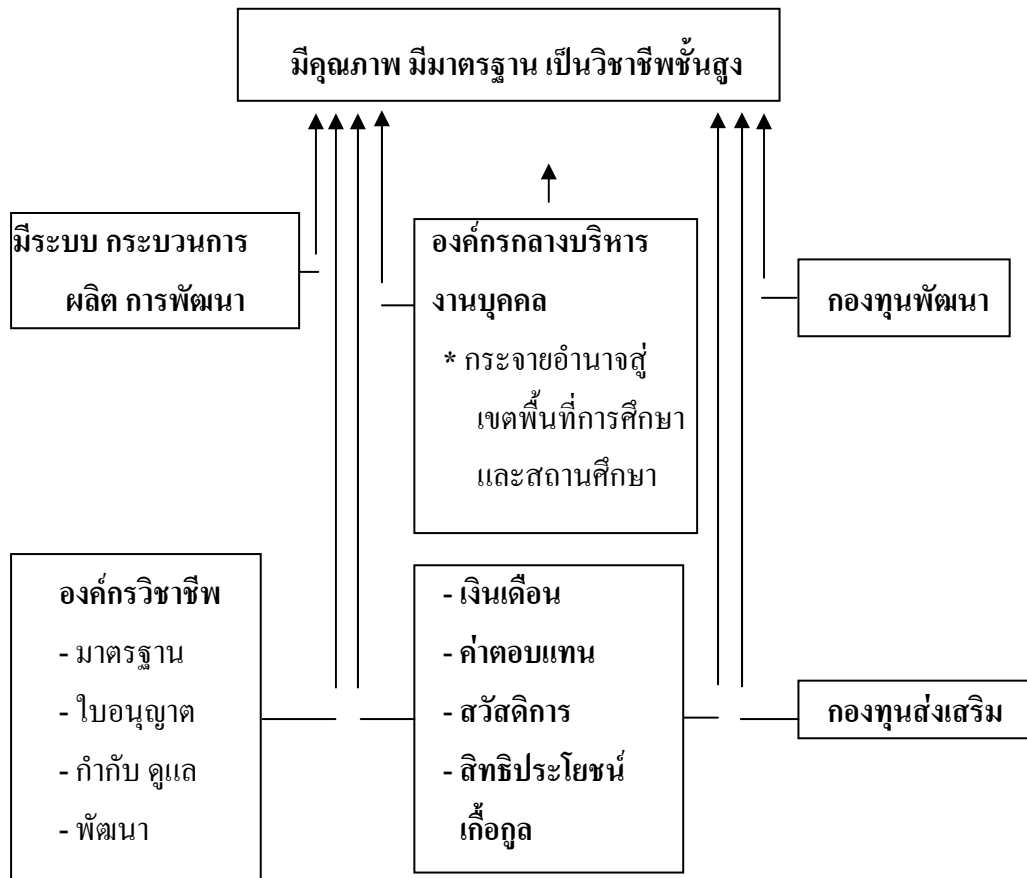 มีคุณภาพ มีมาตรฐาน เป็นวิชาชีพชั้นสูง
มีระบบ กระบวนการ
ผลิต การพัฒนา
องค์กรกลางบริหาร
งานบุคคล
* กระจายอำนาจสู่
เขตพื้นที่การศึกษา
และสถานศึกษา
กองทุนพัฒนา
องค์กรวิชาชีพ
- มาตรฐาน
- ใบอนุญาต
- กำกับ ดูแล
- พัฒนา
- เงินเดือน
- ค่าตอบแทน
- สวัสดิการ
- สิทธิประโยชน์
เกื้อกูล
กองทุนส่งเสริม